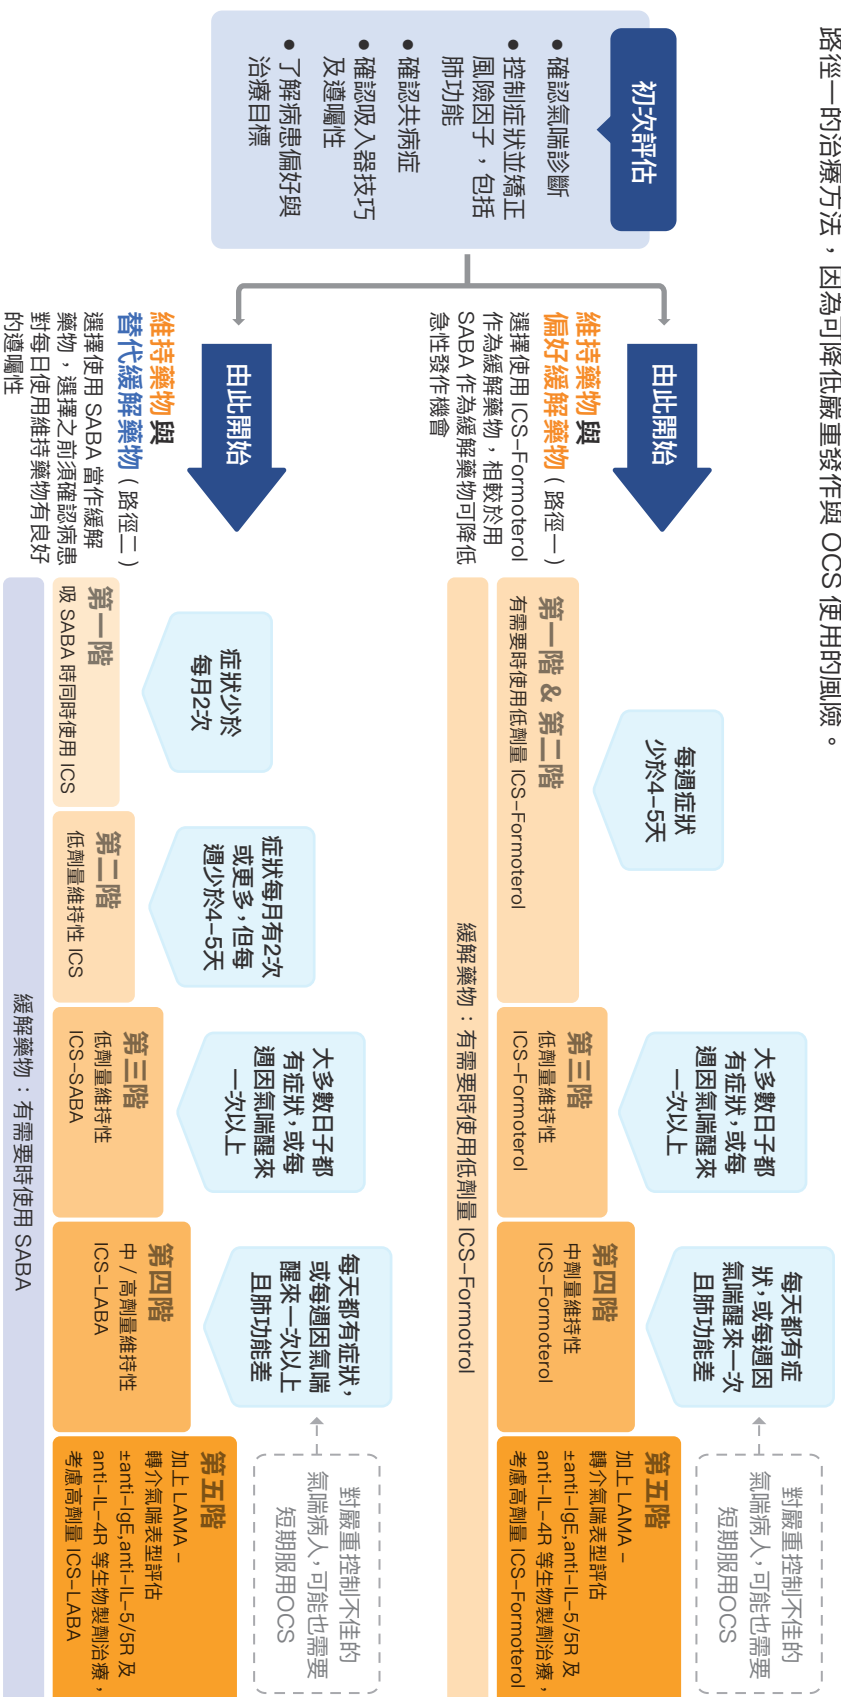 路徑一的治療方法，因為可降低嚴重發作與 OCS 使用的風險。
初次評估
● 確認氣喘診斷
● 控制症狀並矯正
風險因子，包括
肺功能
● 確認共病症
● 確認吸入器技巧
及遵囑性
● 了解病患偏好與
治療目標
由此開始
維持藥物與
偏好緩解藥物（路徑一）
選擇使用 ICS-Formoterol
作為緩解藥物，相較於用
SABA 作為緩解藥物可降低
急性發作機會
每週症狀
少於4–5天
大多數日子都
有症狀，或每
週因氣喘醒來
一次以上
每天都有症
狀，或每週因
氣喘醒來一次
且肺功能差
對嚴重控制不佳的
氣喘病人，可能也需要
短期服用OCS
第一階 & 第二階
有需要時使用低劑量 ICS-Formoterol
第三階
低劑量維持性
ICS-Formoterol
第四階
中劑量維持性
ICS-Formoterol
第五階
加上 LAMA –
轉介氣喘表型評估
±anti-IgE,anti-IL-5/5R 及
anti-IL-4R 等生物製劑治療，
考慮高劑量 ICS-Formoterol
緩解藥物：有需要時使用低劑量 ICS-Formotrol
由此開始
維持藥物與
替代緩解藥物（路徑二）
選擇使用 SABA 當作緩解
藥物，選擇之前須確認病患
對每日使用維持藥物有良好
的遵囑性
症狀少於
每月2次
症狀每月有2次
或更多，但每
週少於4–5天
大多數日子都
有症狀，或每
週因氣喘醒來
一次以上
每天都有症狀，
或每週因氣喘
醒來一次以上
且肺功能差
對嚴重控制不佳的
氣喘病人，可能也需要
短期服用OCS
第一階
吸 SABA 時同時使用 ICS
第二階
低劑量維持性 ICS
第三階
低劑量維持性
ICS-SABA
第四階
中 / 高劑量維持性
ICS-LABA
第五階
加上 LAMA –
轉介氣喘表型評估
±anti-IgE,anti-IL-5/5R 及
anti-IL-4R 等生物製劑治療，
考慮高劑量 ICS-LABA
緩解藥物：有需要時使用 SABA